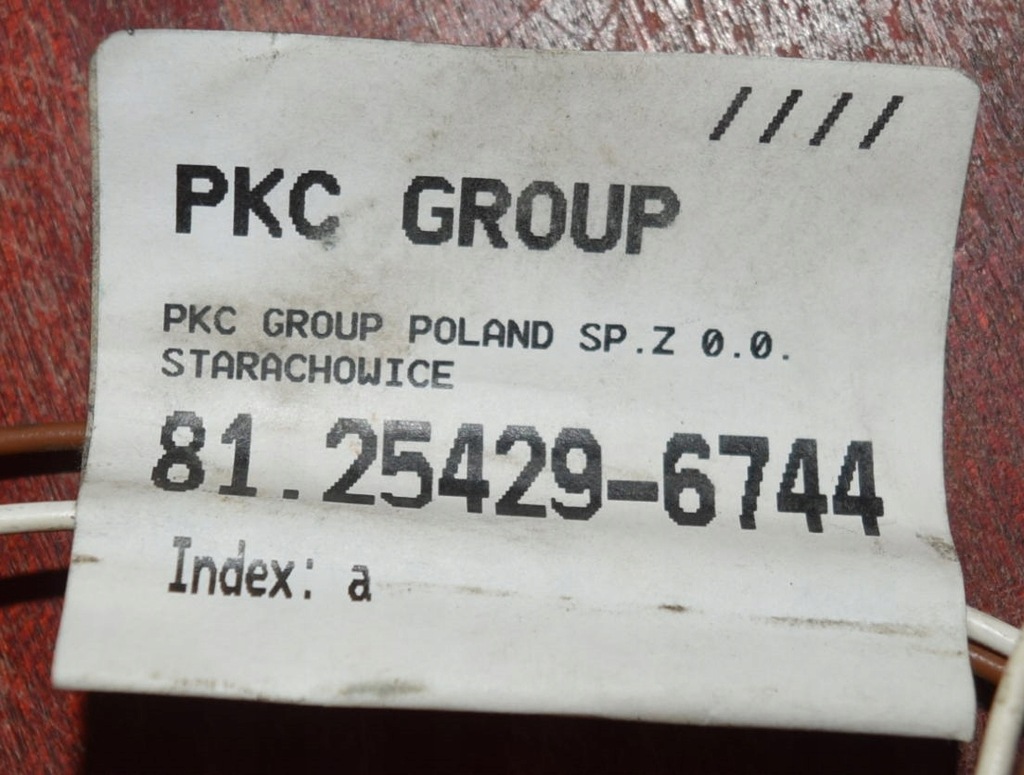 ////
PKC GROUP
PKC GROUP POLAND SP.Z 0.0.
STARACHOWICE
81.25429-6744
Index: a